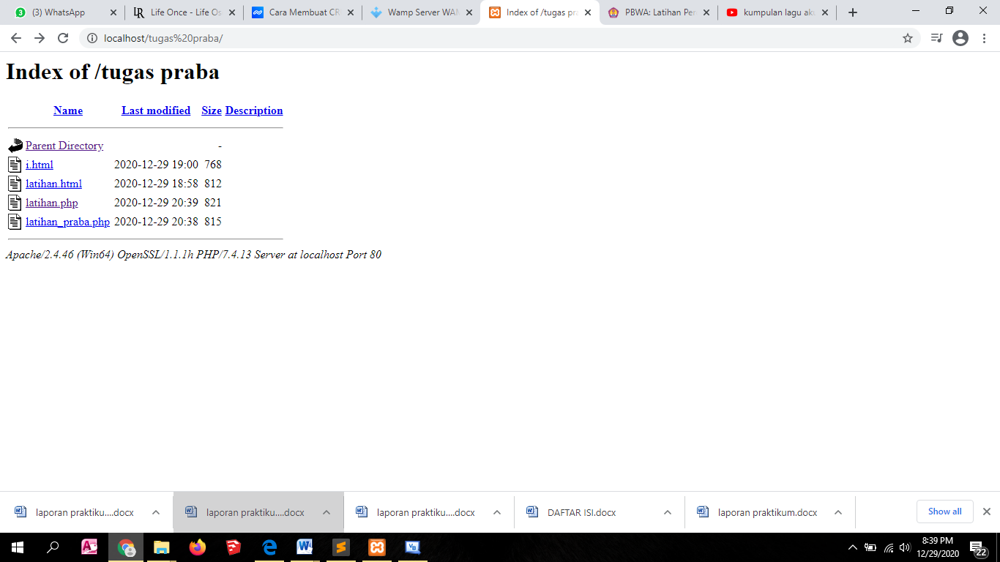 (3) WhatsApp
Life Once - Life Os
Cara Membuat CR
Wamp Server WAM
Index of /tugas pra
PBWA: Latihan Per
kumpulan lagu aku
localhost/tugas%20praba/
Index of /tugas praba
Name Last modified Size Description
Parent Directory -
i.html 2020-12-29 19:00 768
latihan.html 2020-12-29 18:58 812
latihan.php 2020-12-29 20:39 821
latihan_praba.php 2020-12-29 20:38 815
Apache/2.4.46 (Win64) OpenSSL/1.1.1h PHP/7.4.13 Server at localhost Port 80
laporan praktiku....docx
laporan praktiku....docx
laporan praktiku....docx
DAFTAR ISI.docx
laporan praktikum.docx
Show all
8:39 PM
12/29/2020
22